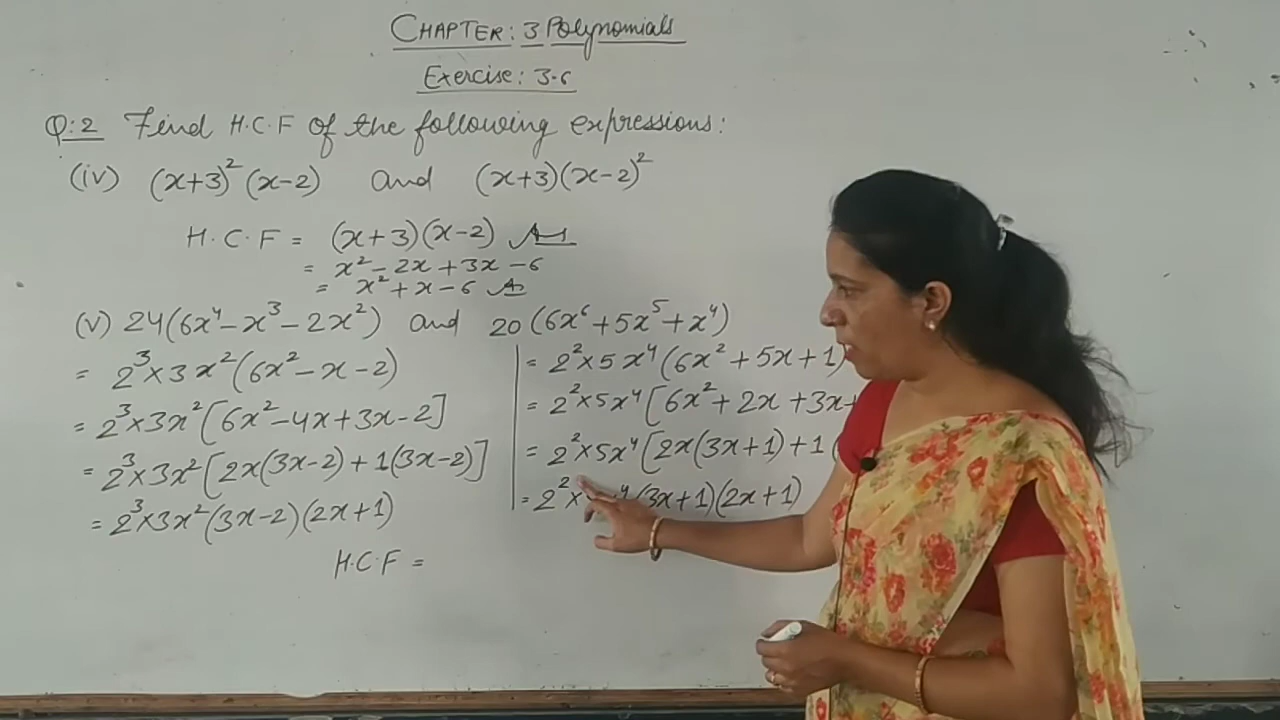 CHAPTER: 3 Polynomials
Exercise: 3.6
Q:2 Find H.C.F Of the following expressions:
(iv) (x+3)² (x-2) and (x+3)(x-2)²
H.C.F = (x+3)(x-2) Ans
= x² - 2x + 3x - 6
= x² + x - 6
(v) 24(6x⁴ - x³ - 2x²) and 20(6x⁶ + 5x⁵ + x⁴)
= 2³ × 3x² (6x² - x - 2)
= 2³ × 3x² [6x² - 4x + 3x - 2]
= 2³ × 3x² [2x(3x-2) + 1(3x-2)]
= 2³ × 3x² (3x-2)(2x+1)
= 2² × 5x⁴ (6x² + 5x + 1)
= 2² × 5x⁴ [6x² + 2x + 3x +
= 2² × 5x⁴ [2x(3x+1) + 1(
= 2² × ⁴ (3x+1)(2x+1)
H.C.F =